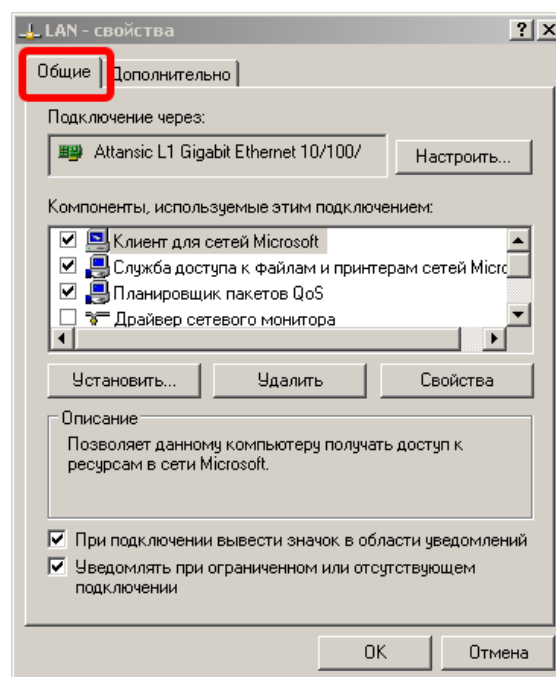 LAN - свойства
Общие
Дополнительно
Подключение через:
Attansic L1 Gigabit Ethernet 10/100/
Настроить...
Компоненты, используемые этим подключением:
Клиент для сетей Microsoft
Служба доступа к файлам и принтерам сетей Micro
Планировщик пакетов QoS
Драйвер сетевого монитора
Установить...
Удалить
Свойства
Описание
Позволяет данному компьютеру получать доступ к
ресурсам в сети Microsoft.
При подключении вывести значок в области уведомлений
Уведомлять при ограниченном или отсутствующем
подключении
OK
Отмена